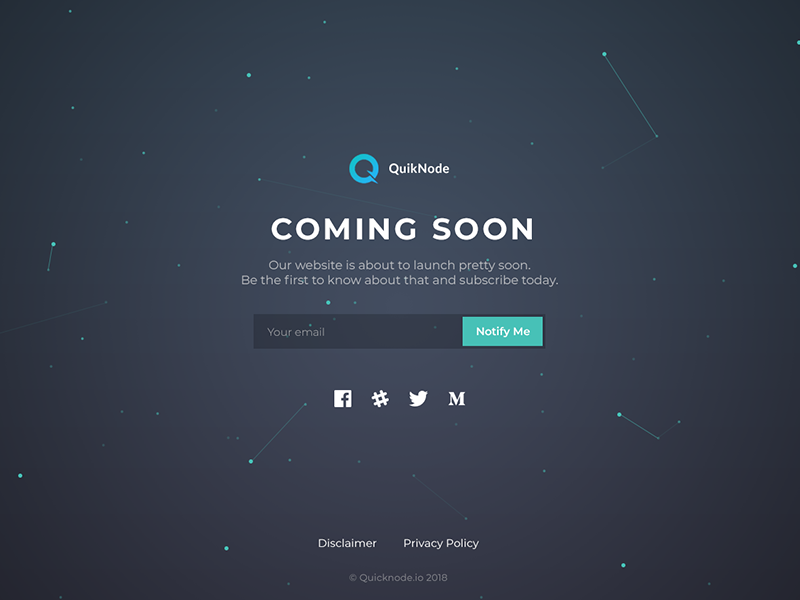 QuikNode
COMING SOON
Our website is about to launch pretty soon.
Be the first to know about that and subscribe today.
Your email
Notify Me
Disclaimer
Privacy Policy
© Quicknode.io 2018